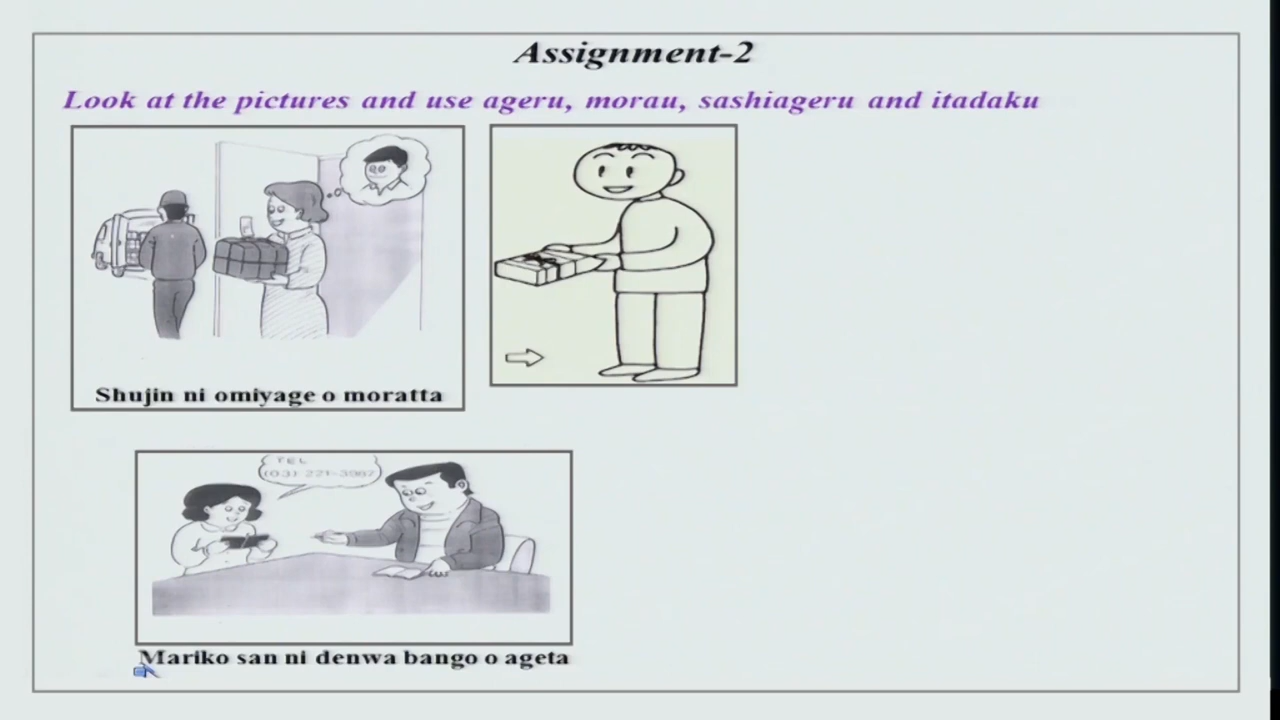 Assignment-2
Look at the pictures and use ageru, morau, sashiageru and itadaku
Shujin ni omiyage o moratta
TEL
(03) 221-3987
Mariko san ni denwa bango o ageta